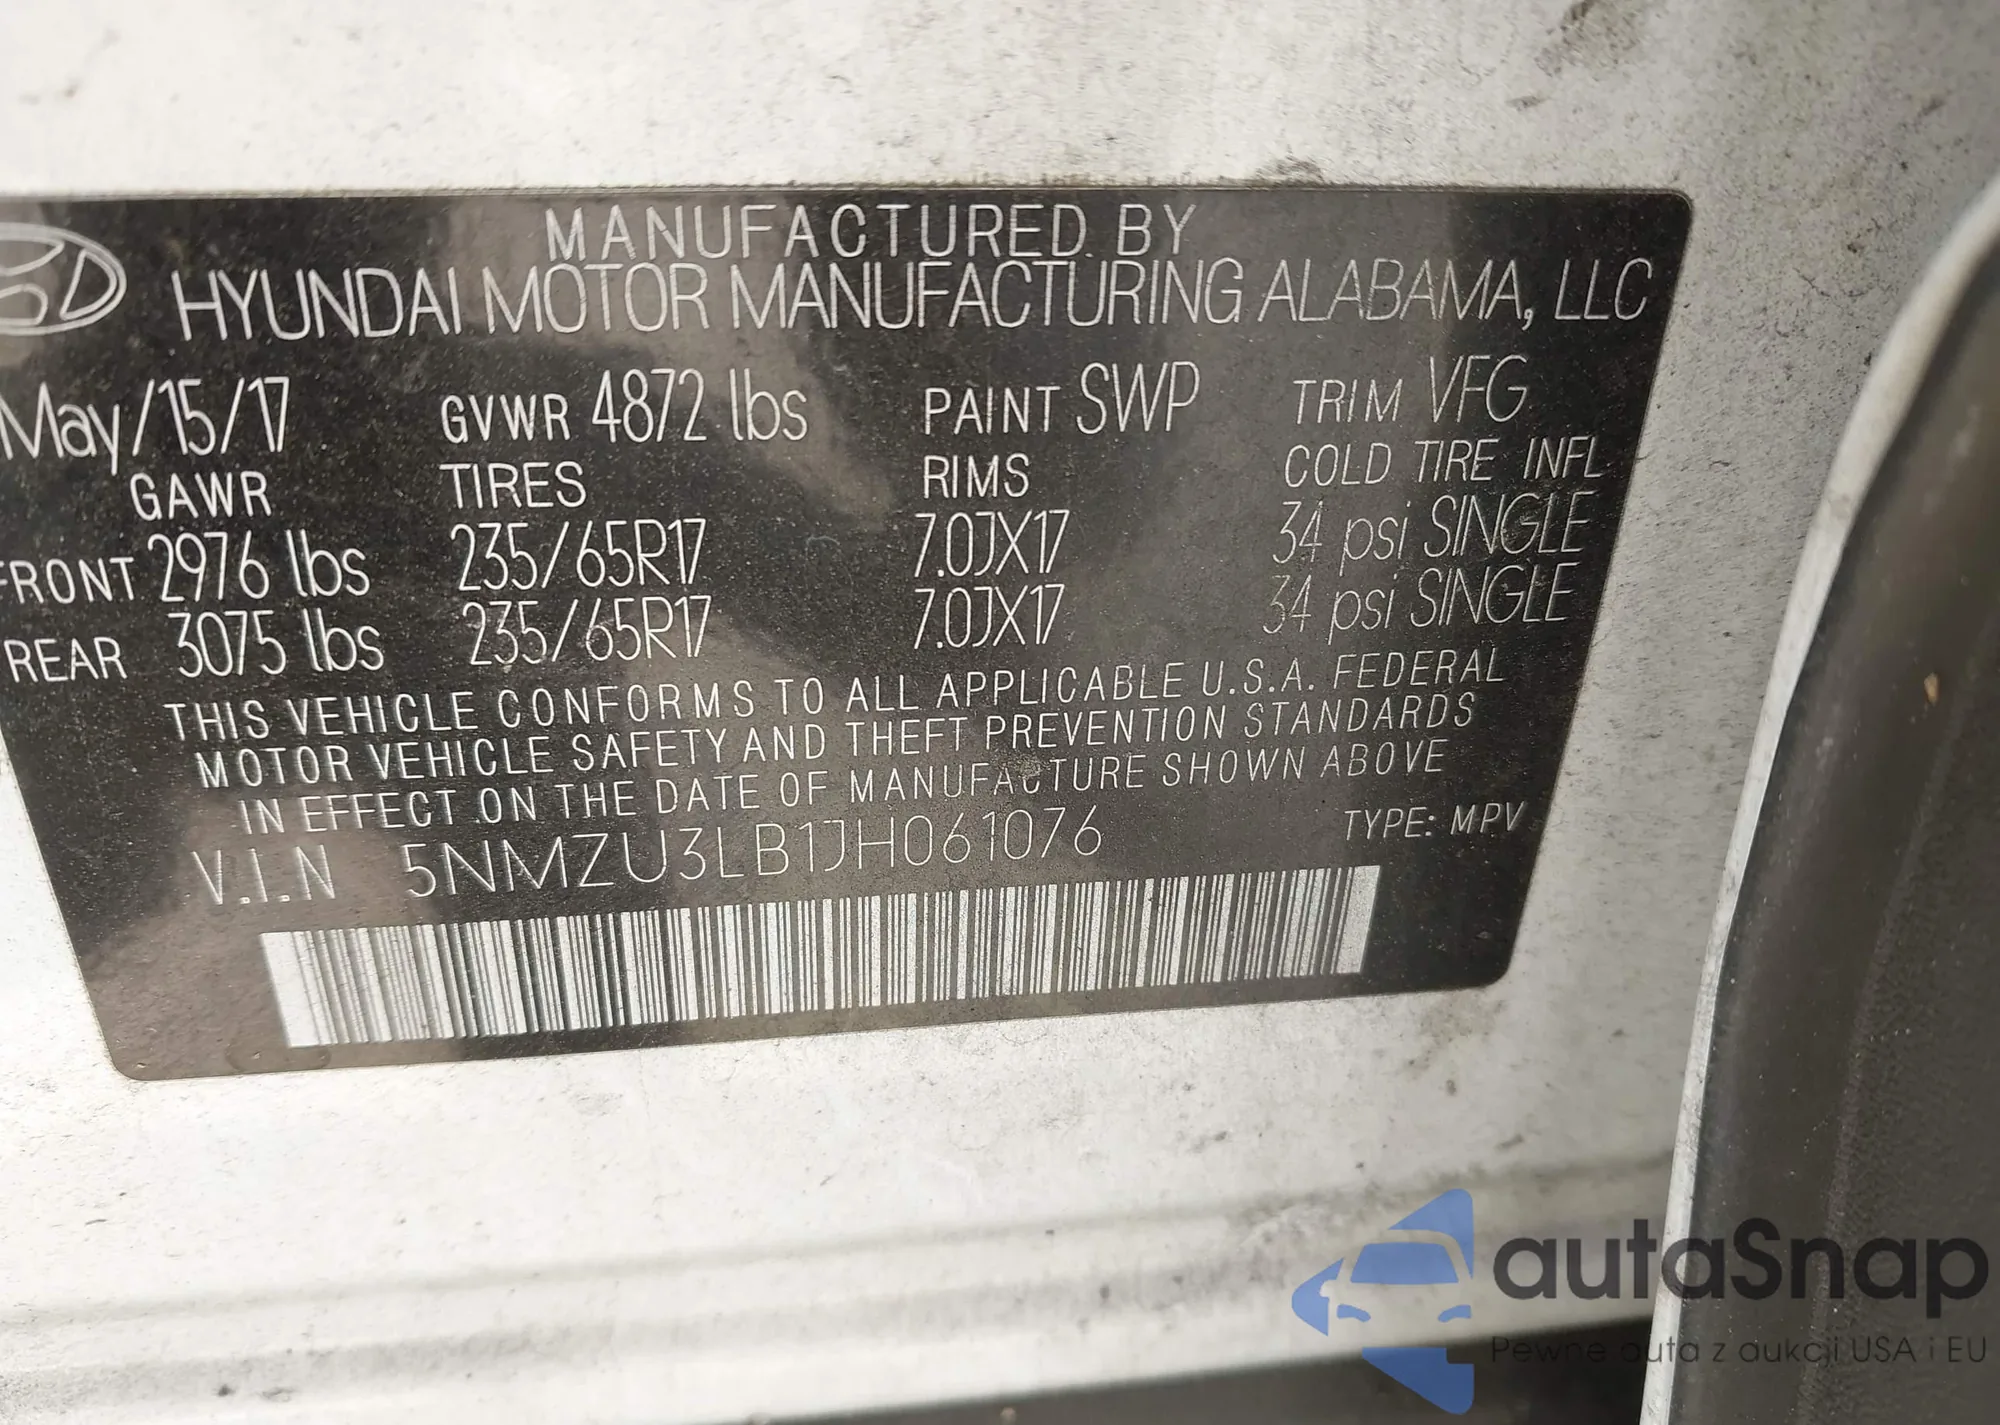 MANUFACTURED BY
HYUNDAI MOTOR MANUFACTURING ALABAMA, LLC
May/15/17 GVWR 4872 lbs PAINT SWP TRIM VFG
GAWR TIRES RIMS COLD TIRE INFL
FRONT 2976 lbs 235/65R17 7.0JX17 34 psi SINGLE
REAR 3075 lbs 235/65R17 7.0JX17 34 psi SINGLE
THIS VEHICLE CONFORMS TO ALL APPLICABLE U.S.A. FEDERAL
MOTOR VEHICLE SAFETY AND THEFT PREVENTION STANDARDS
IN EFFECT ON THE DATE OF MANUFACTURE SHOWN ABOVE
V.I.N 5NMZU3LB1JH061076 TYPE: MPV
autaSnap
Pewne auta z aukcji USA i EU